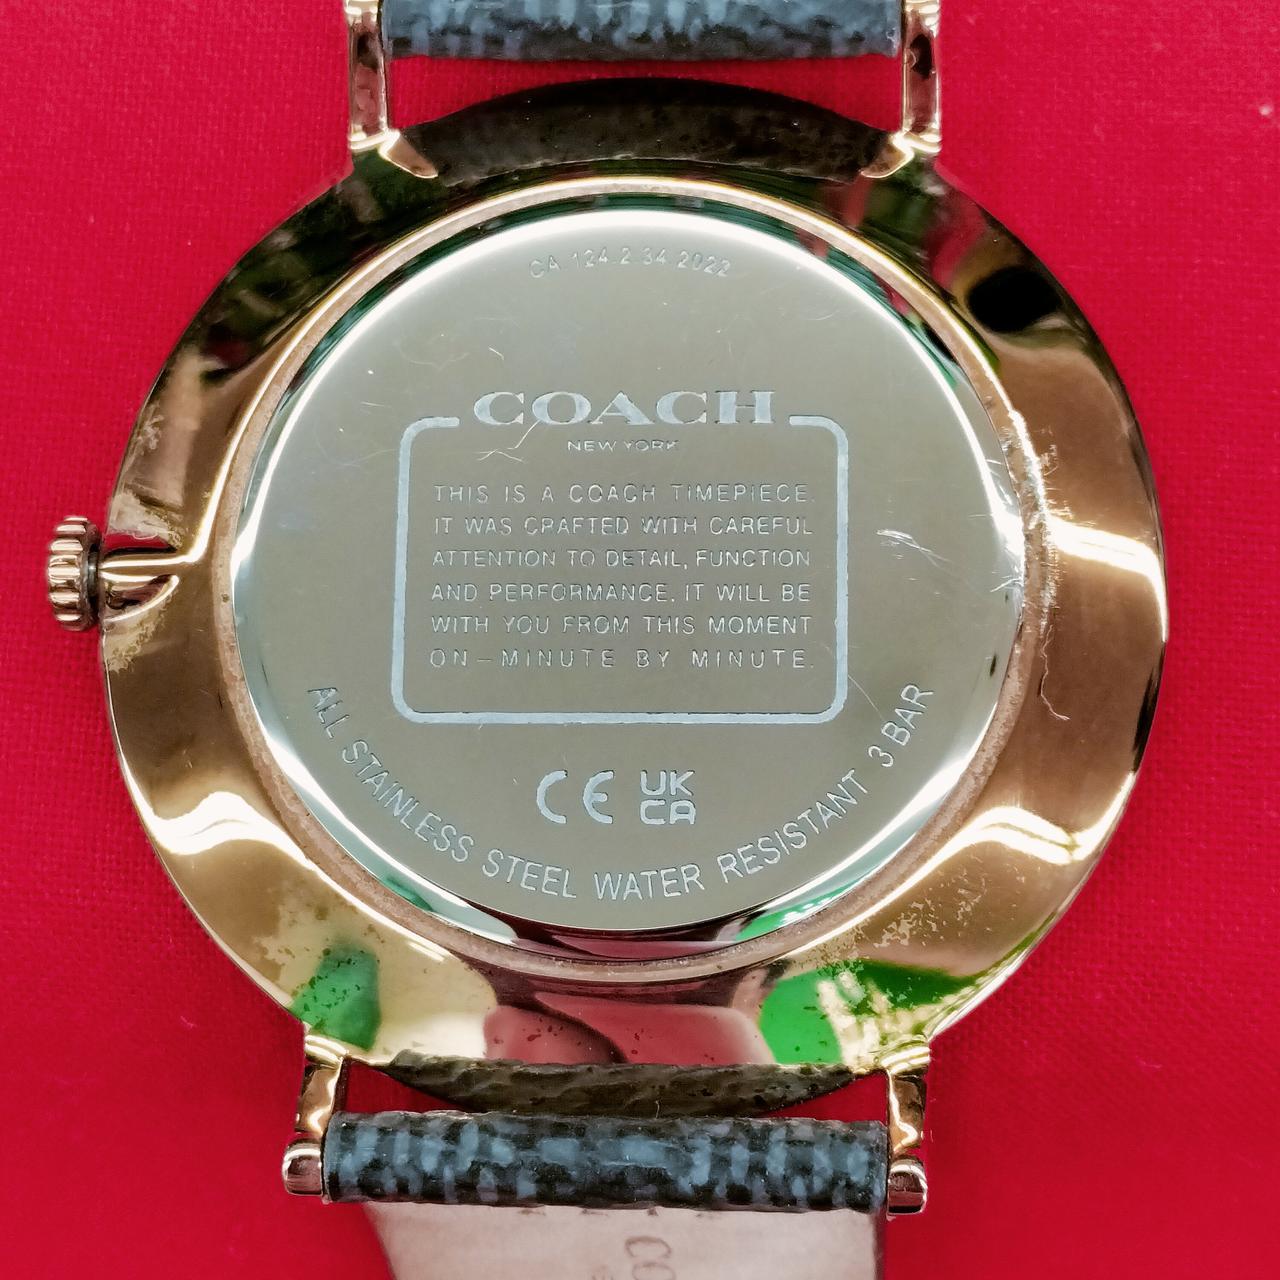 CA.124.2.34.2022
COACH
NEW YORK
THIS IS A COACH TIMEPIECE.
IT WAS CRAFTED WITH CAREFUL
ATTENTION TO DETAIL, FUNCTION
AND PERFORMANCE. IT WILL BE
WITH YOU FROM THIS MOMENT
ON – MINUTE BY MINUTE.
CE UK
CA
ALL STAINLESS STEEL WATER RESISTANT 3 BAR